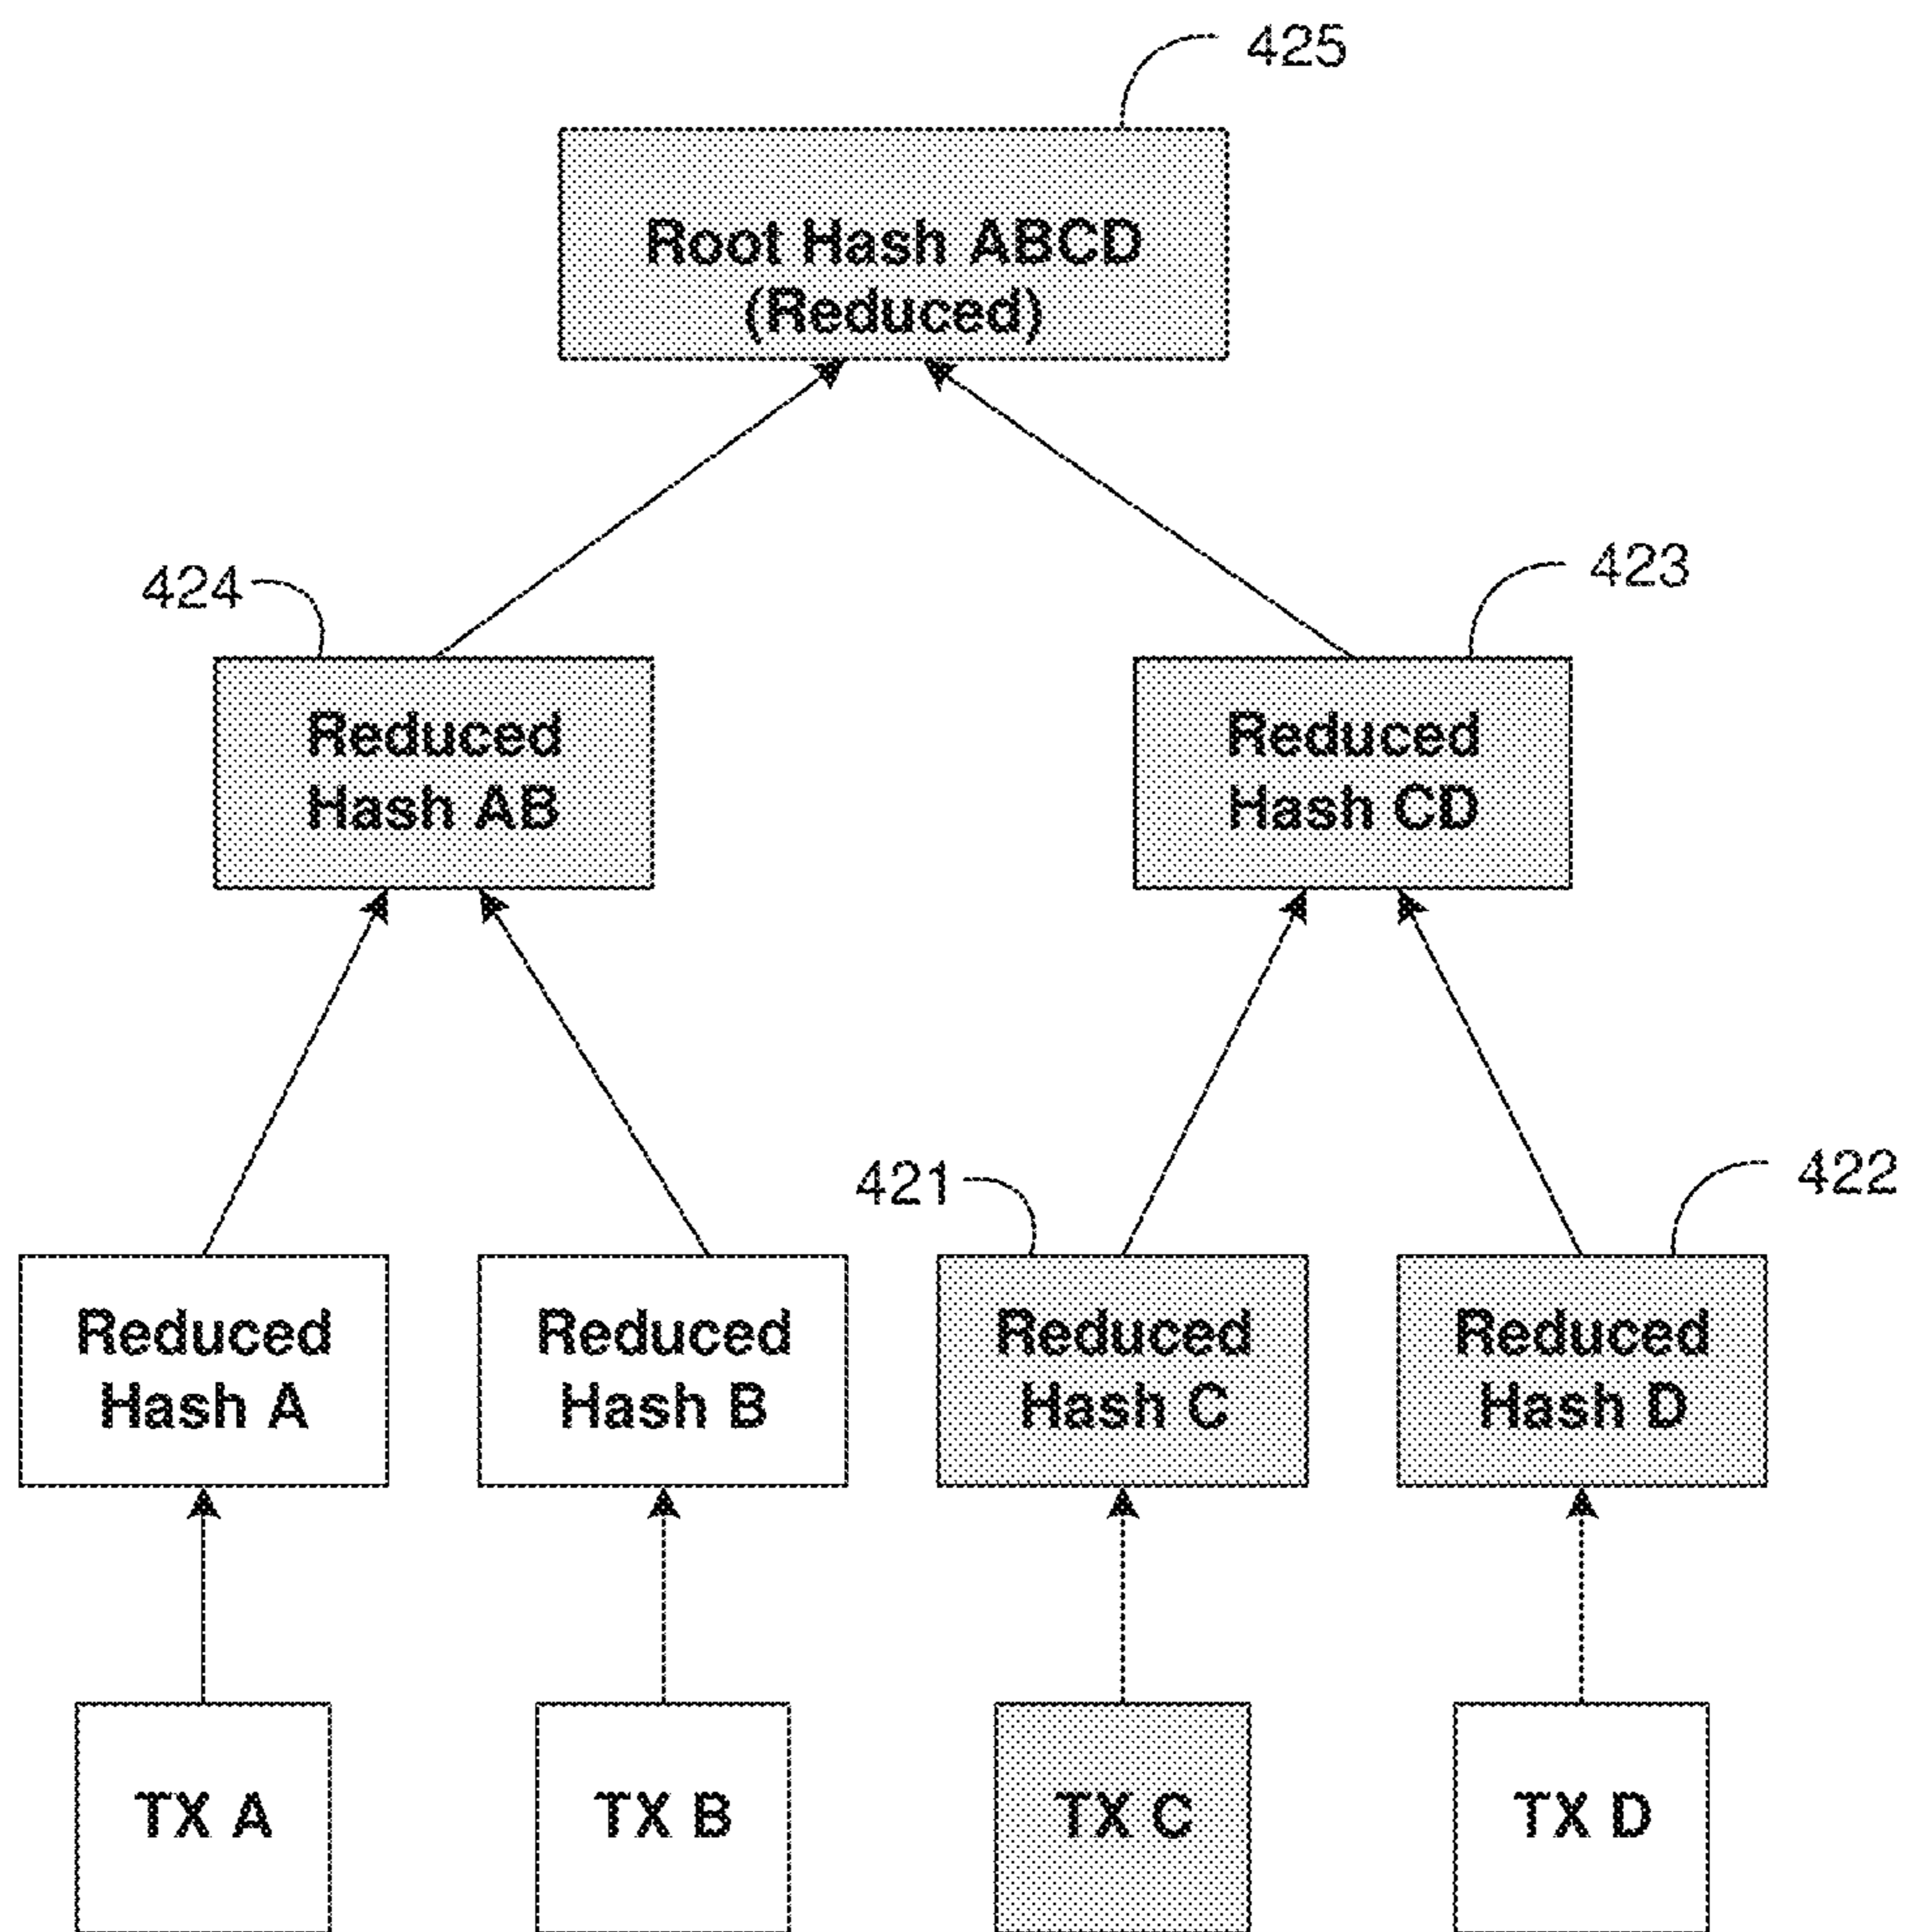 425
Root Hash ABCD
(Reduced)
424
423
Reduced
Hash AB
Reduced
Hash CD
421
422
Reduced
Hash A
Reduced
Hash B
Reduced
Hash C
Reduced
Hash D
TX A
TX B
TX C
TX D